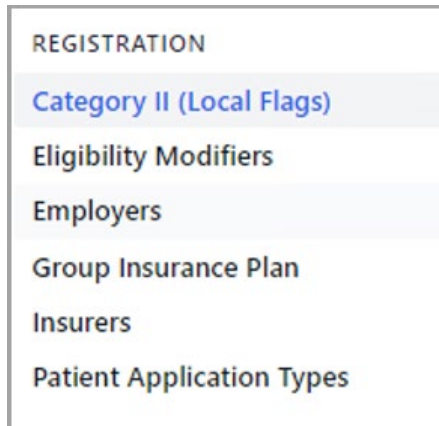 REGISTRATION
Category II (Local Flags)
Eligibility Modifiers
Employers
Group Insurance Plan
Insurers
Patient Application Types